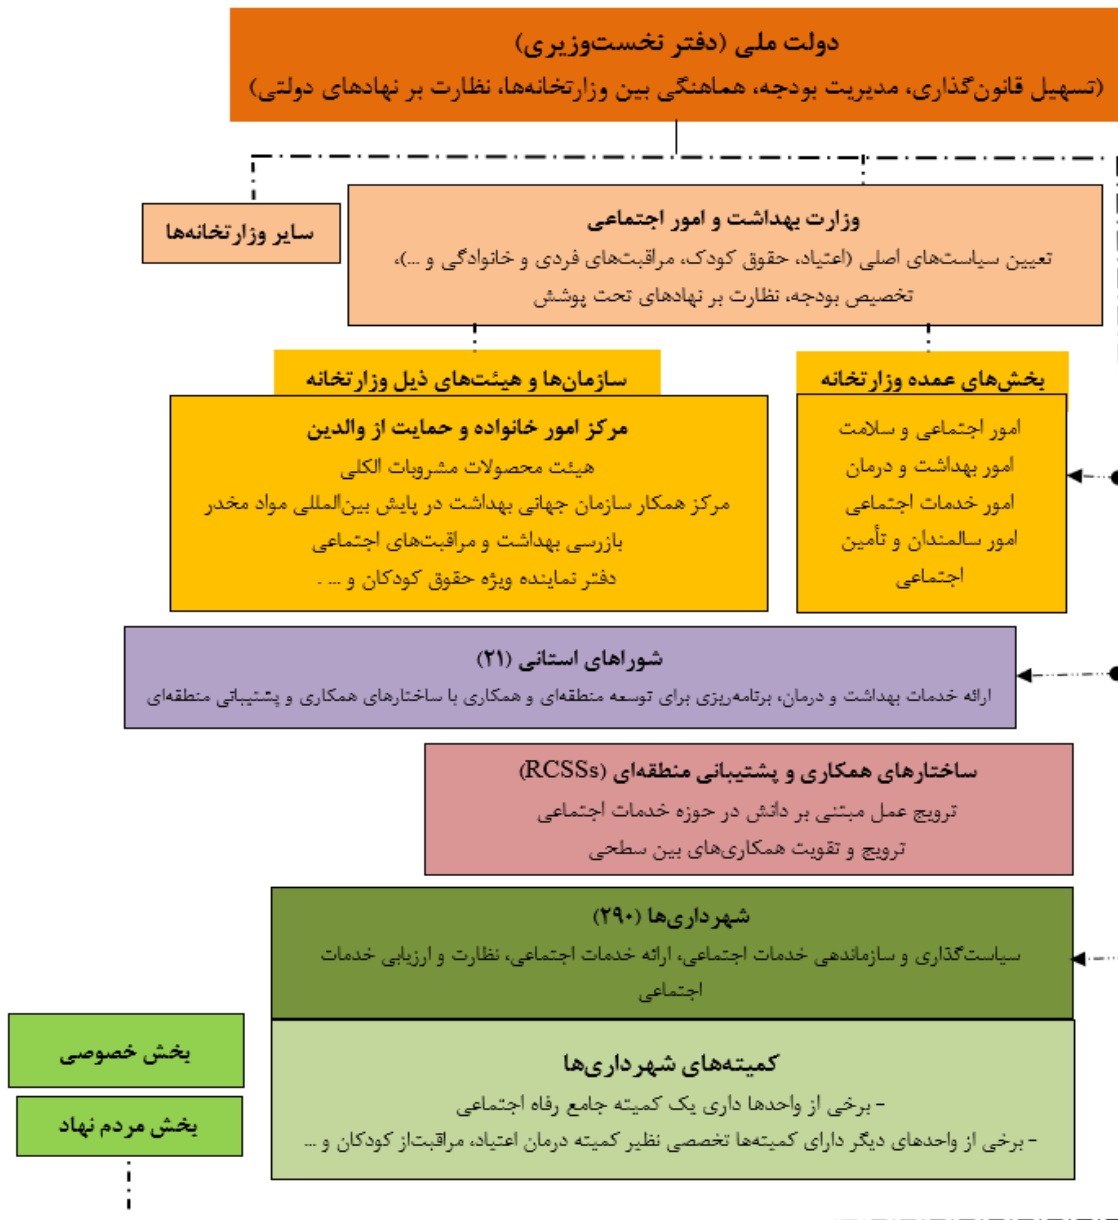 دولت ملی (دفتر نخست‌وزیری)
(تسهیل قانون‌گذاری، مدیریت بودجه، هماهنگی بین وزارتخانه‌ها، نظارت بر نهادهای دولتی)
وزارت بهداشت و امور اجتماعی
تعیین سیاست‌های اصلی (اعتیاد، حقوق کودک، مراقبت‌های فردی و خانوادگی و ...)،
تخصیص بودجه، نظارت بر نهادهای تحت پوشش
سایر وزارتخانه‌ها
بخش‌های عمده وزارتخانه
امور اجتماعی و سلامت
امور بهداشت و درمان
امور خدمات اجتماعی
امور سالمندان و تأمین
اجتماعی
سازمان‌ها و هیئت‌های ذیل وزارتخانه
مرکز امور خانواده و حمایت از والدین
هیئت محصولات مشروبات الکلی
مرکز همکار سازمان جهانی بهداشت در پایش بین‌المللی مواد مخدر
بازرسی بهداشت و مراقبت‌های اجتماعی
دفتر نماینده ویژه حقوق کودکان و ... .
شوراهای استانی (۲۱)
ارائه خدمات بهداشت و درمان، برنامه‌ریزی برای توسعه منطقه‌ای و همکاری با ساختارهای همکاری و پشتیبانی منطقه‌ای
ساختارهای همکاری و پشتیبانی منطقه‌ای (RCSSs)
ترویج عمل مبتنی بر دانش در حوزه خدمات اجتماعی
ترویج و تقویت همکاری‌های بین سطحی
شهرداری‌ها (۲۹۰)
سیاست‌گذاری و سازماندهی خدمات اجتماعی، ارائه خدمات اجتماعی، نظارت و ارزیابی خدمات
اجتماعی
کمیته‌های شهرداری‌ها
- برخی از واحدها داری یک کمیته جامع رفاه اجتماعی
- برخی از واحدهای دیگر دارای کمیته‌ها تخصصی نظیر کمیته درمان اعتیاد، مراقبت‌از کودکان و ...
بخش خصوصی
بخش مردم نهاد